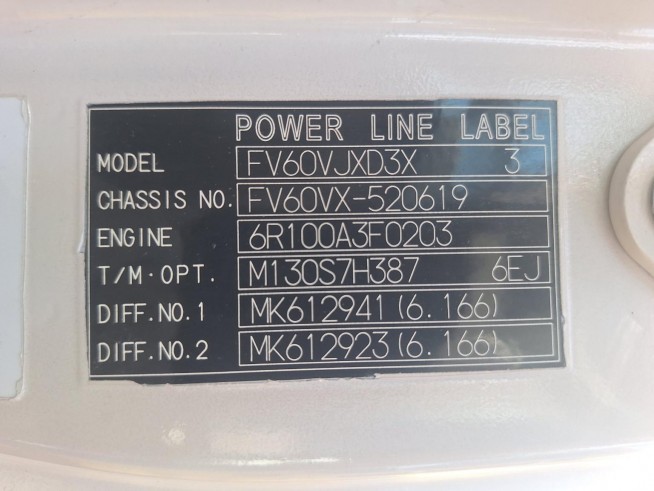 POWER LINE LABEL
MODEL FV60VJXD3X 3
CHASSIS NO. FV60VX-520619
ENGINE 6R100A3F0203
T/M·OPT. M130S7H387 6EJ
DIFF.NO.1 MK612941(6.166)
DIFF.NO.2 MK612923(6.166)